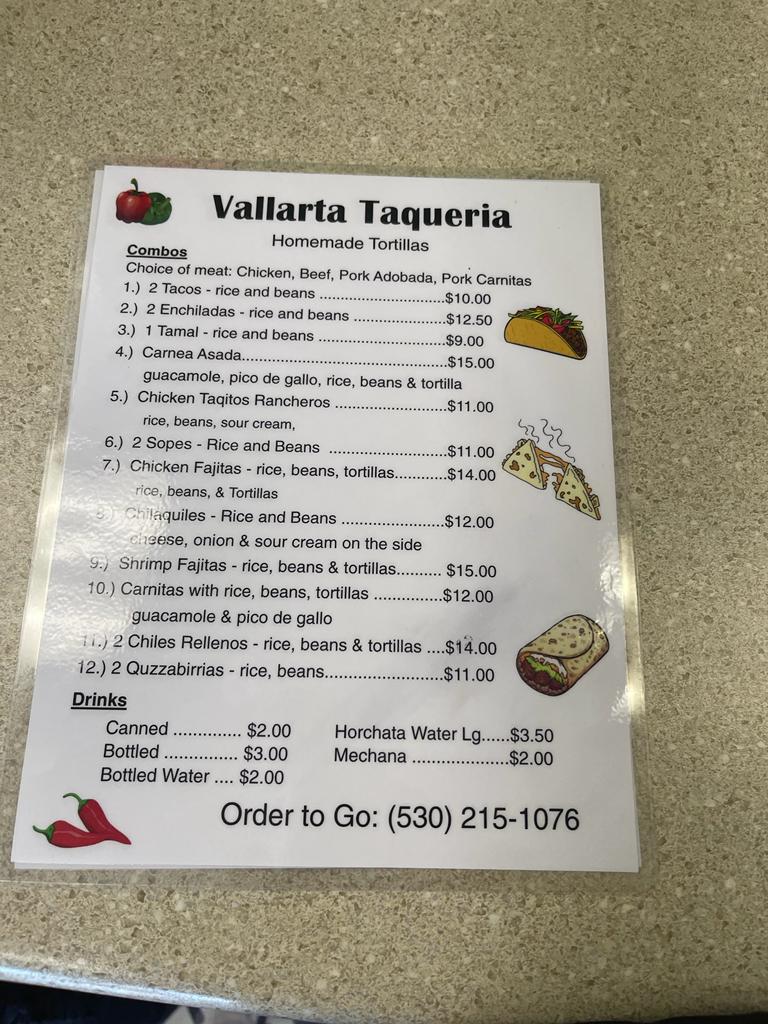 Vallarta Taqueria
Homemade Tortillas
Combos
Choice of meat: Chicken, Beef, Pork Adobada, Pork Carnitas
1.) 2 Tacos - rice and beans ............................$10.00
2.) 2 Enchiladas - rice and beans .....................$12.50
3.) 1 Tamal - rice and beans ............................$9.00
4.) Carnea Asada...............................................$15.00
guacamole, pico de gallo, rice, beans & tortilla
5.) Chicken Taqitos Rancheros .........................$11.00
rice, beans, sour cream,
6.) 2 Sopes - Rice and Beans ..........................$11.00
7.) Chicken Fajitas - rice, beans, tortillas............$14.00
rice, beans, & Tortillas
8.) Chilaquiles - Rice and Beans .......................$12.00
cheese, onion & sour cream on the side
9.) Shrimp Fajitas - rice, beans & tortillas.......... $15.00
10.) Carnitas with rice, beans, tortillas ...............$12.00
guacamole & pico de gallo
11.) 2 Chiles Rellenos - rice, beans & tortillas ....$14.00
12.) 2 Quzzabirrias - rice, beans..........................$11.00
Drinks
Canned .............. $2.00
Bottled ............... $3.00
Bottled Water .... $2.00
Horchata Water Lg......$3.50
Mechana ....................$2.00
Order to Go: (530) 215-1076